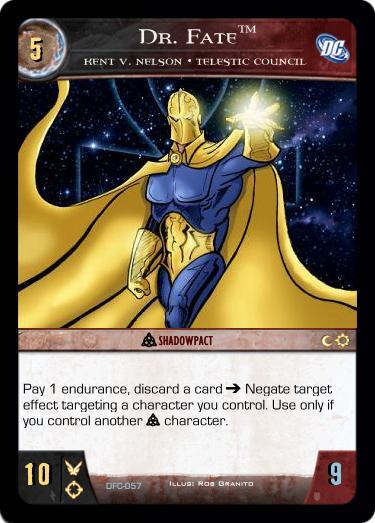 5
DR. FATE™
DC
KENT V. NELSON • TELESTIC COUNCIL
SHADOWPACT
Pay 1 endurance, discard a card ➔ Negate target
effect targeting a character you control. Use only if
you control another character.
10
DFC-057
ILLUS: ROB GRANITO
9